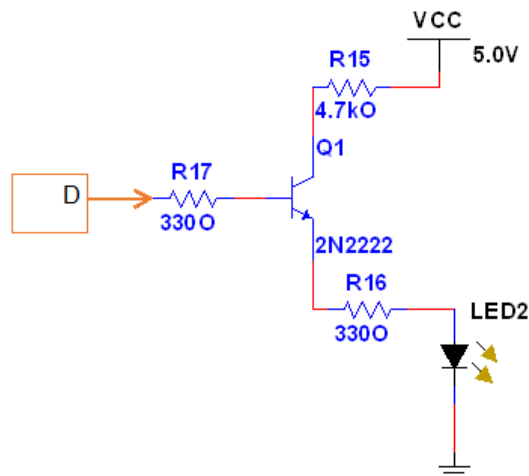 VCC
5.0V
R15
4.7kO
Q1
D
R17
330O
2N2222
R16
330O
LED2